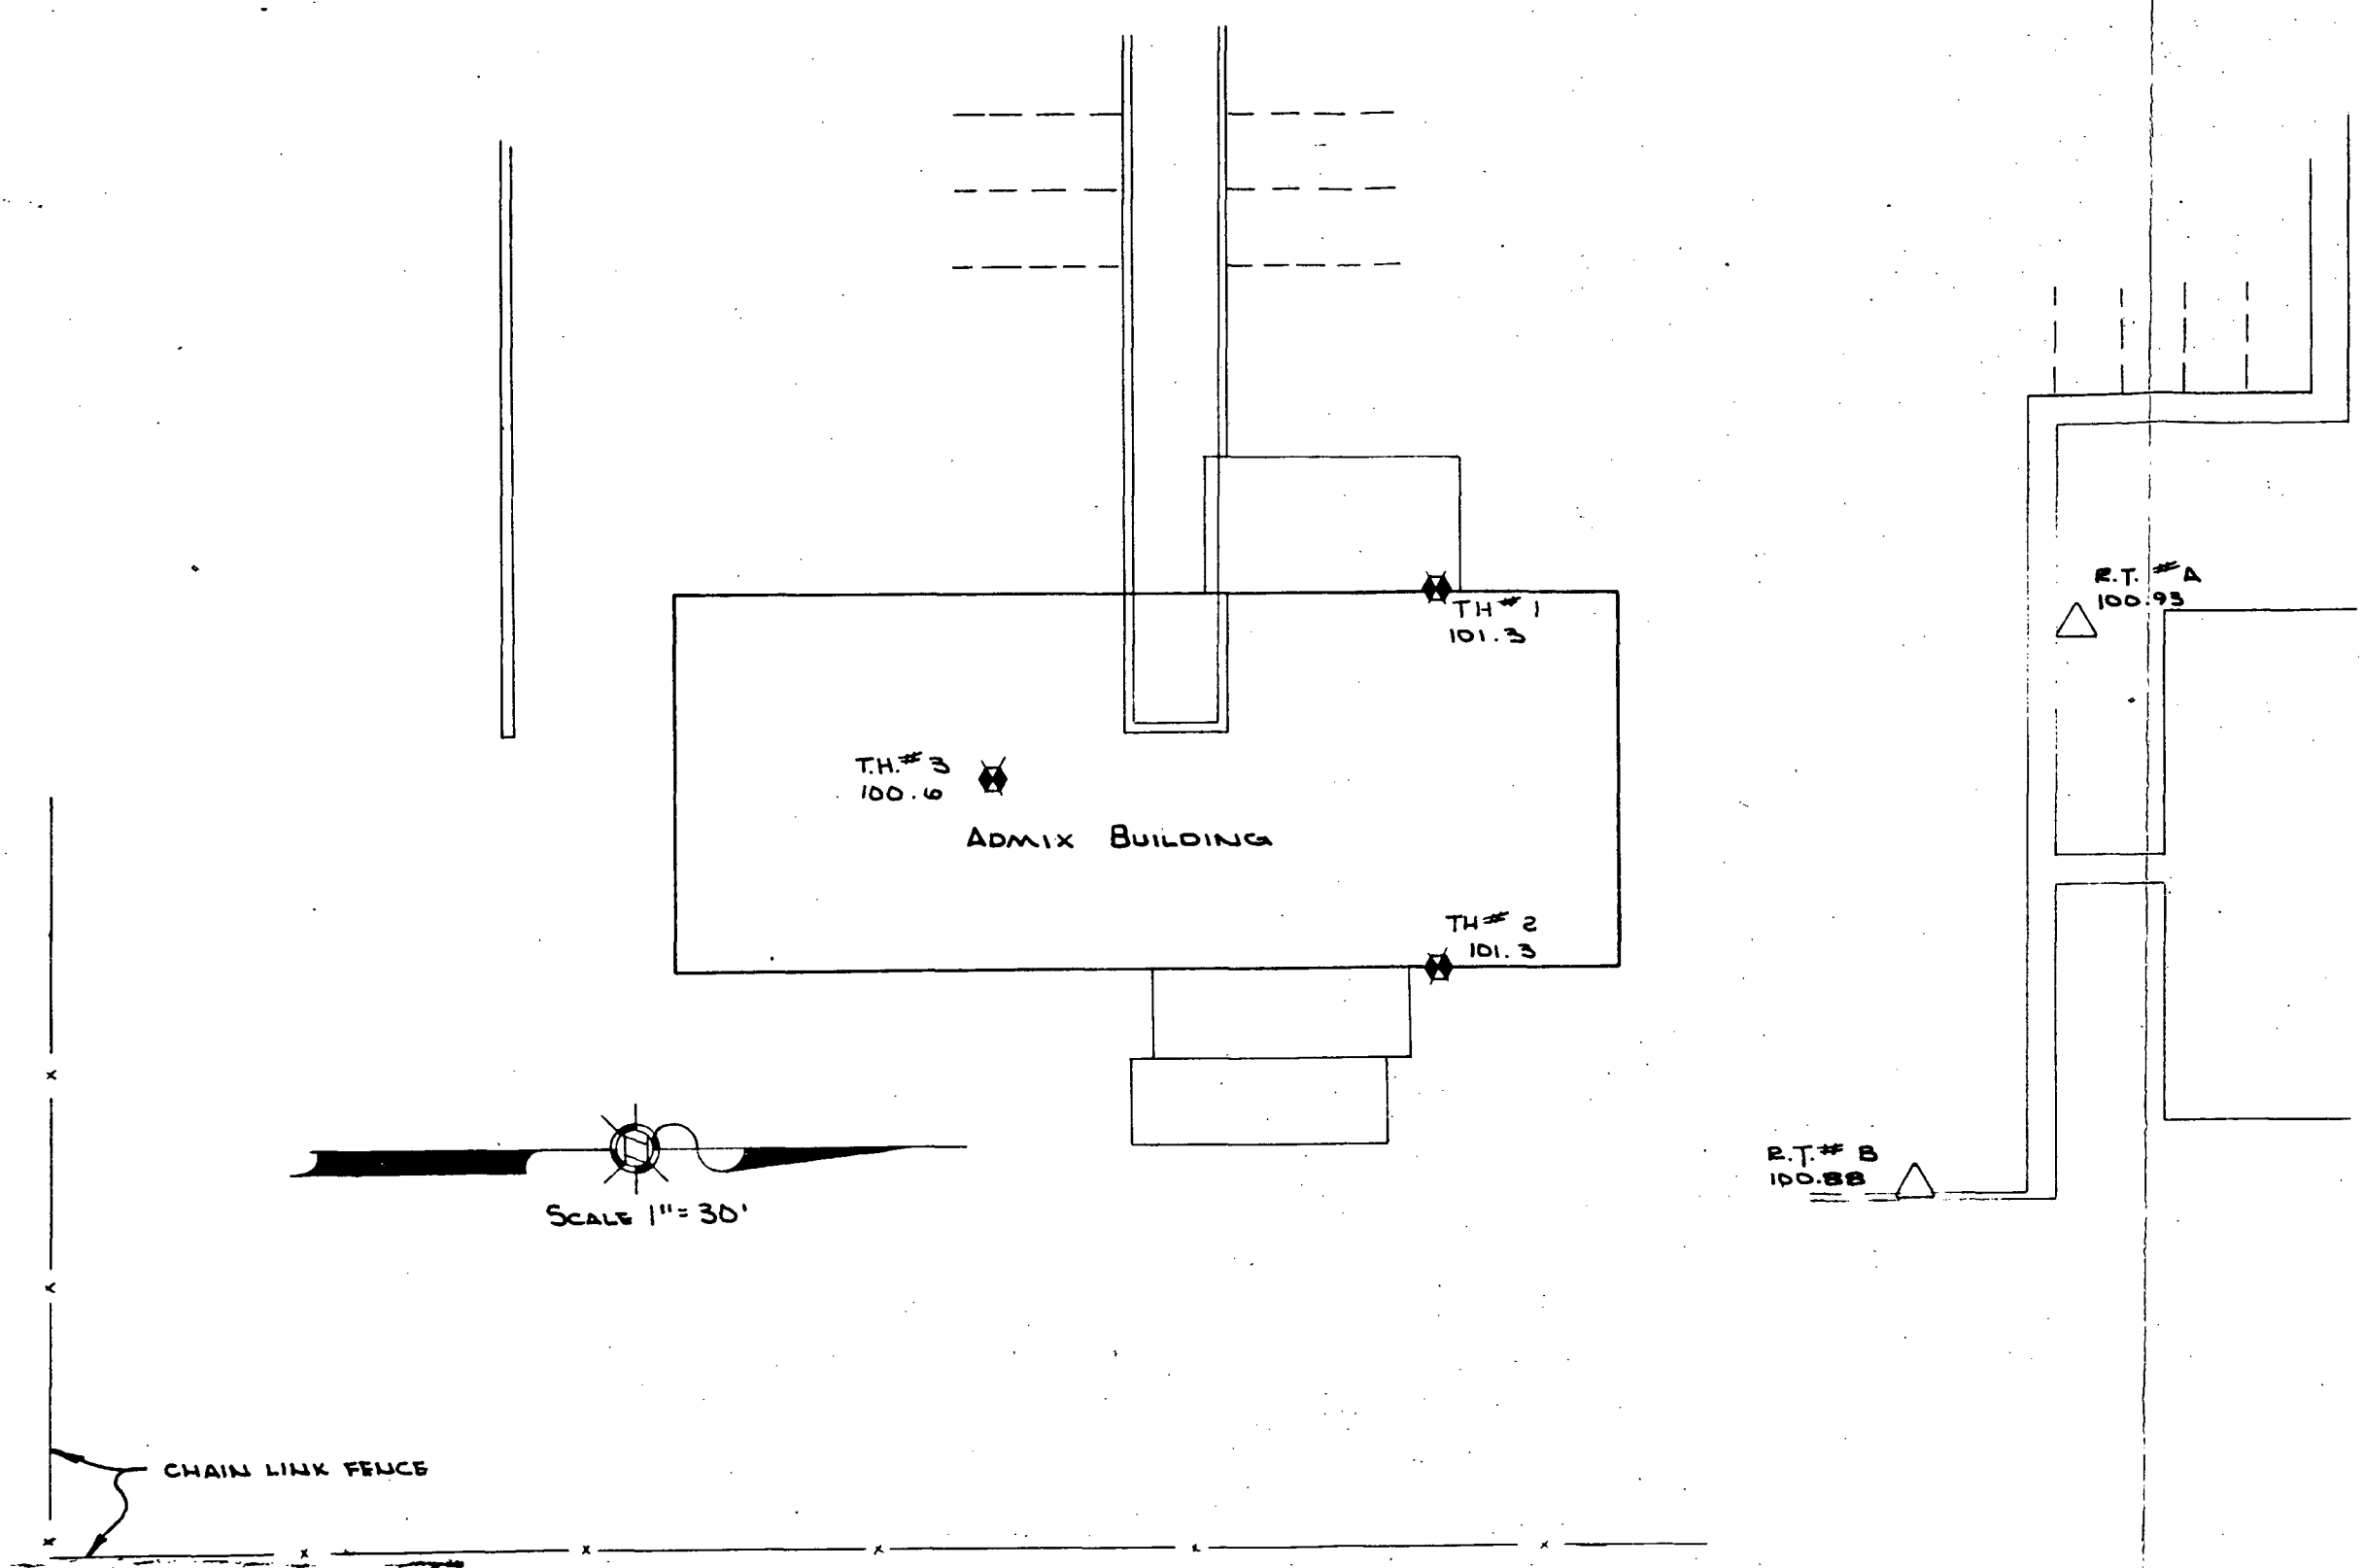 R.T. # A
100.93
TH # 1
101.3
T.H. # 3
100.6
ADMIX BUILDING
TH # 2
101.3
R.T. # B
100.88
SCALE 1" = 30'
CHAIN LINK FENCE